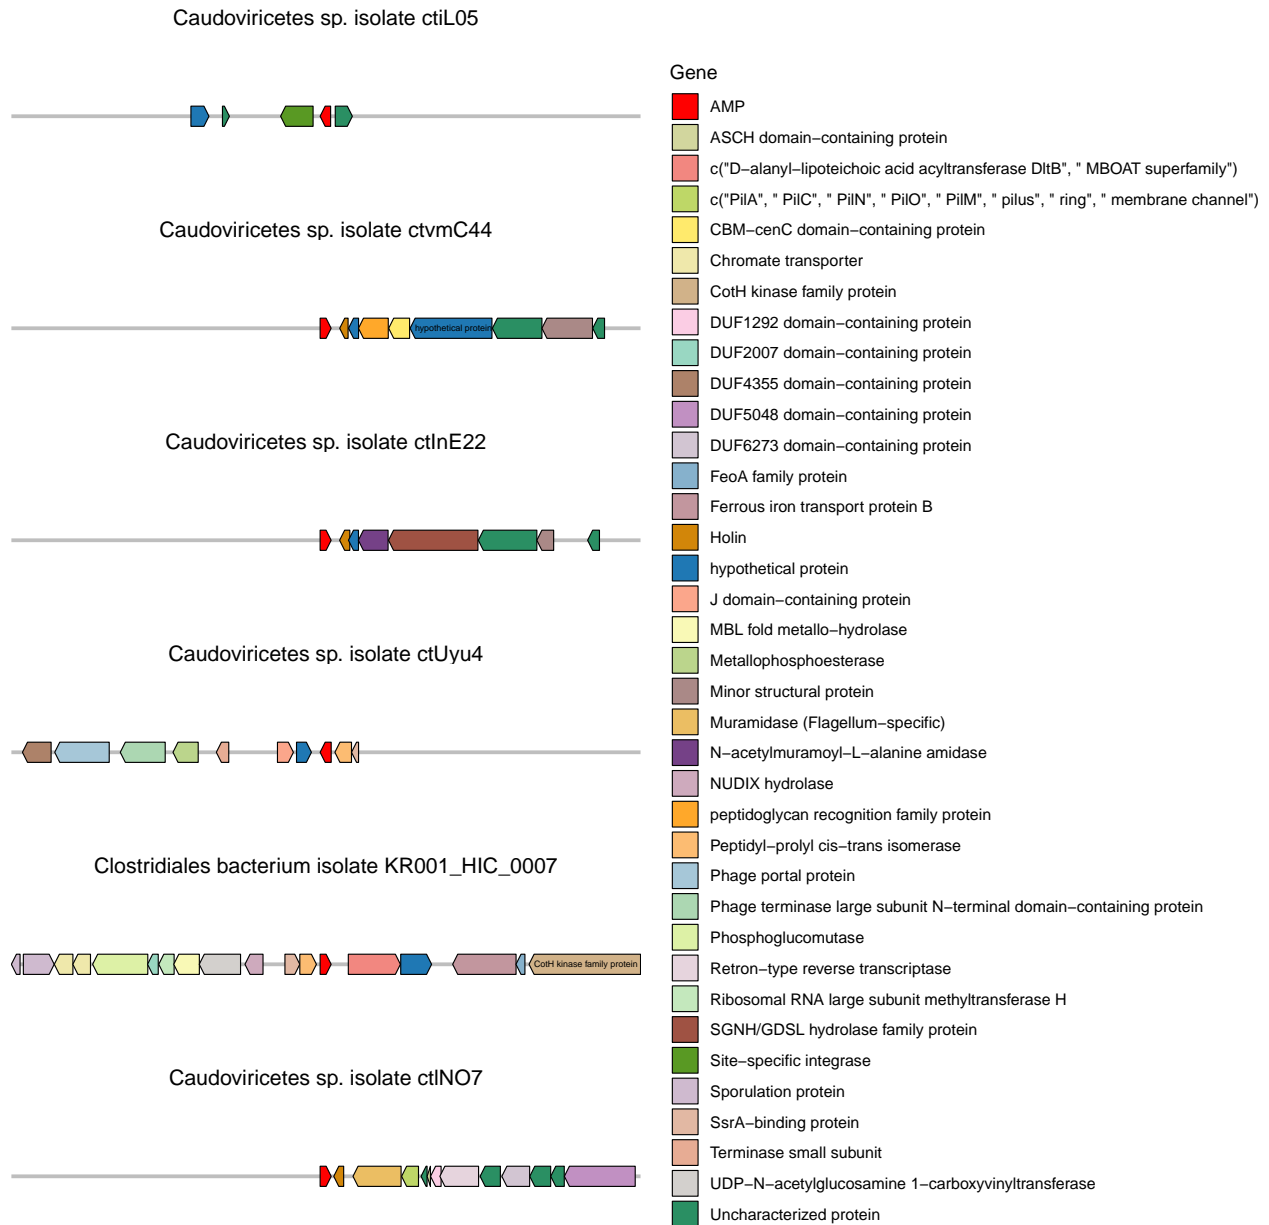 Caudoviricetes sp. isolate ctiL05
Caudoviricetes sp. isolate ctvmC44
hypothetical protein
Caudoviricetes sp. isolate ctInE22
Caudoviricetes sp. isolate ctUyu4
Clostridiales bacterium isolate KR001_HIC_0007
CotH kinase family protein
Caudoviricetes sp. isolate ctINO7
Gene
AMP
ASCH domain−containing protein
c("D−alanyl−lipoteichoic acid acyltransferase DltB", " MBOAT superfamily")
c("PilA", " PilC", " PilN", " PilO", " PilM", " pilus", " ring", " membrane channel")
CBM−cenC domain−containing protein
Chromate transporter
CotH kinase family protein
DUF1292 domain−containing protein
DUF2007 domain−containing protein
DUF4355 domain−containing protein
DUF5048 domain−containing protein
DUF6273 domain−containing protein
FeoA family protein
Ferrous iron transport protein B
Holin
hypothetical protein
J domain−containing protein
MBL fold metallo−hydrolase
Metallophosphoesterase
Minor structural protein
Muramidase (Flagellum−specific)
N−acetylmuramoyl−L−alanine amidase
NUDIX hydrolase
peptidoglycan recognition family protein
Peptidyl−prolyl cis−trans isomerase
Phage portal protein
Phage terminase large subunit N−terminal domain−containing protein
Phosphoglucomutase
Retron−type reverse transcriptase
Ribosomal RNA large subunit methyltransferase H
SGNH/GDSL hydrolase family protein
Site−specific integrase
Sporulation protein
SsrA−binding protein
Terminase small subunit
UDP−N−acetylglucosamine 1−carboxyvinyltransferase
Uncharacterized protein